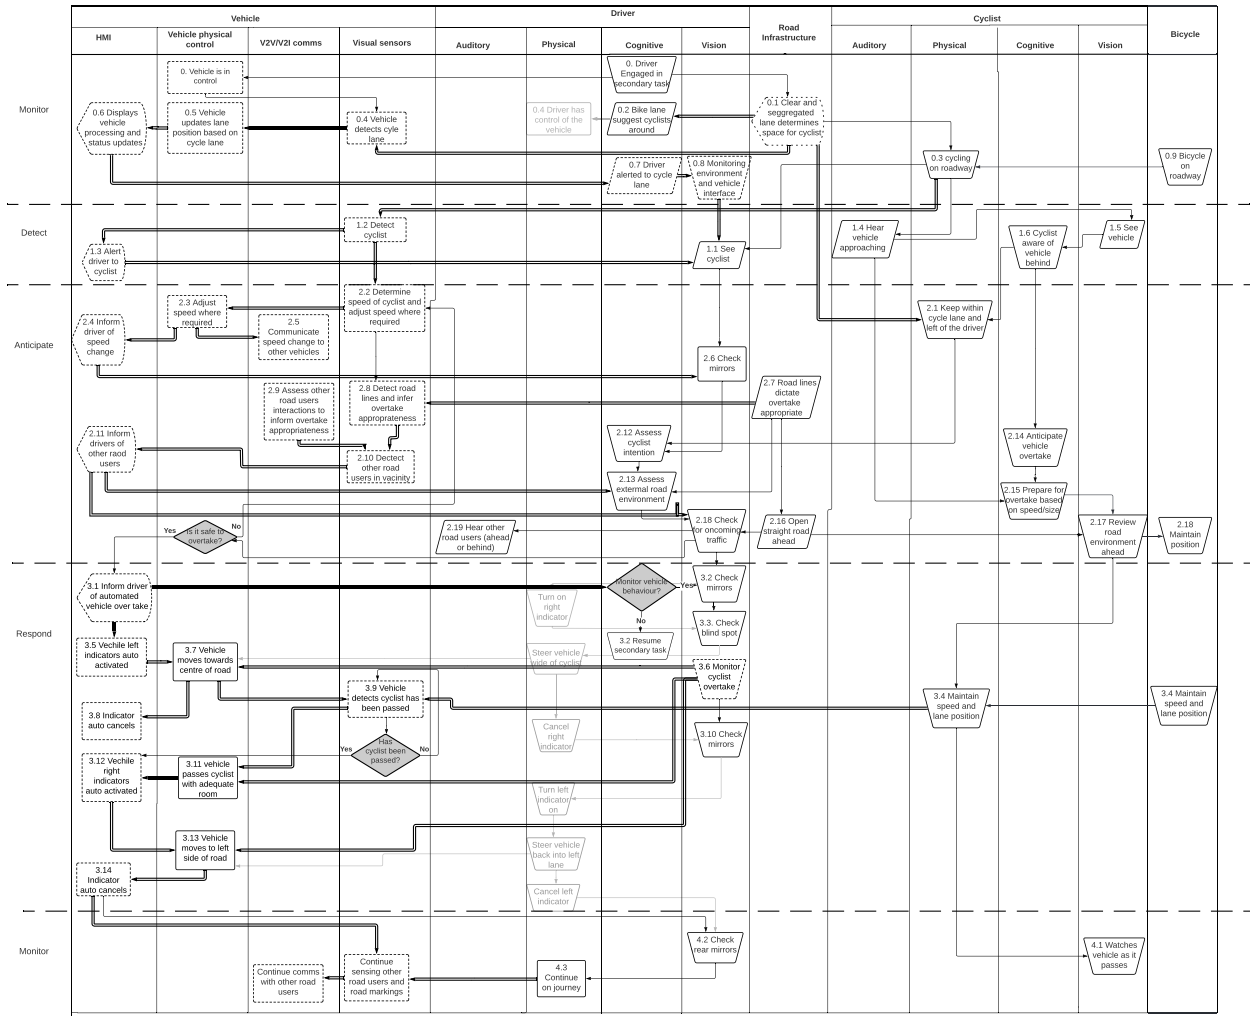 Vehicle
Driver
Road
Infrastructure
Cyclist
Bicycle
HMI
Vehicle physical
control
V2V/V2I comms
Visual sensors
Auditory
Physical
Cognitive
Vision
Auditory
Physical
Cognitive
Vision
Monitor
0. Vehicle is in
control
0. Driver
Engaged in
secondary task
0.6 Displays
vehicle
processing and
status updates
0.5 Vehicle
updates lane
position based on
cycle lane
0.4 Vehicle
detects cyle
lane
0.4 Driver has
control of the
vehicle
0.2 Bike lane
suggest cyclists
around
0.1 Clear and
seggregated
lane determines
space for cyclist
0.7 Driver
alerted to cycle
lane
0.8 Monitoring
environment
and vehicle
interface
0.3 cycling
on roadway
0.9 Bicycle
on
roadway
Detect
1.2 Detect
cyclist
1.3 Alert
driver to
cyclist
1.1 See
cyclist
1.4 Hear
vehicle
approaching
1.6 Cyclist
aware of
vehicle
behind
1.5 See
vehicle
Anticipate
2.3 Adjust
speed where
required
2.2 Determine
speed of cyclist and
adjust speed where
required
2.4 Inform
driver of
speed
change
2.5
Communicate
speed change to
other vehicles
2.1 Keep within
cycle lane and
left of the driver
2.6 Check
mirrors
2.9 Assess other
road users
interactions to
inform overtake
appropriateness
2.8 Detect road
lines and infer
overtake
approprateness
2.7 Road lines
dictate
overtake
appropriate
2.11 Inform
drivers of
other raod
users
2.10 Dectect
other road
users in vacinity
2.12 Assess
cyclist
intention
2.14 Anticipate
vehicle
overtake
2.13 Assess
extermal road
environment
2.15 Prepare for
overtake based
on speed/size
Yes
Is it safe to
overtake?
No
2.19 Hear other
road users (ahead
or behind)
2.18 Check
for oncoming
traffic
2.16 Open
straight road
ahead
2.17 Review
road
environment
ahead
2.18
Maintain
position
Respond
3.1 Inform driver
of automated
vehicle over take
Turn on
right
indicator
Monitor vehicle
behaviour?
Yes
No
3.2 Check
mirrors
3.3. Check
blind spot
3.5 Vechile left
indicators auto
activated
3.7 Vehicle
moves towards
centre of road
Steer vehicle
wide of cyclist
3.2 Resume
secondary task
3.6 Monitor
cyclist
overtake
3.8 Indicator
auto cancels
3.9 Vehicle
detects cyclist has
been passed
3.4 Maintain
speed and
lane position
3.4 Maintain
speed and
lane position
Yes
Has
cyclist been
passed?
No
Cancel
right
indicator
3.10 Check
mirrors
3.12 Vechile
right
indicators
auto activated
3.11 vehicle
passes cyclist
with adequate
room
Turn left
indicator
on
3.13 Vehicle
moves to left
side of road
Steer vehicle
back into left
lane
3.14
Indicator
auto cancels
Cancel left
indicator
Monitor
4.2 Check
rear mirrors
4.1 Watches
vehicle as it
passes
Continue comms
with other road
users
Continue
sensing other
road users and
road markings
4.3
Continue
on journey